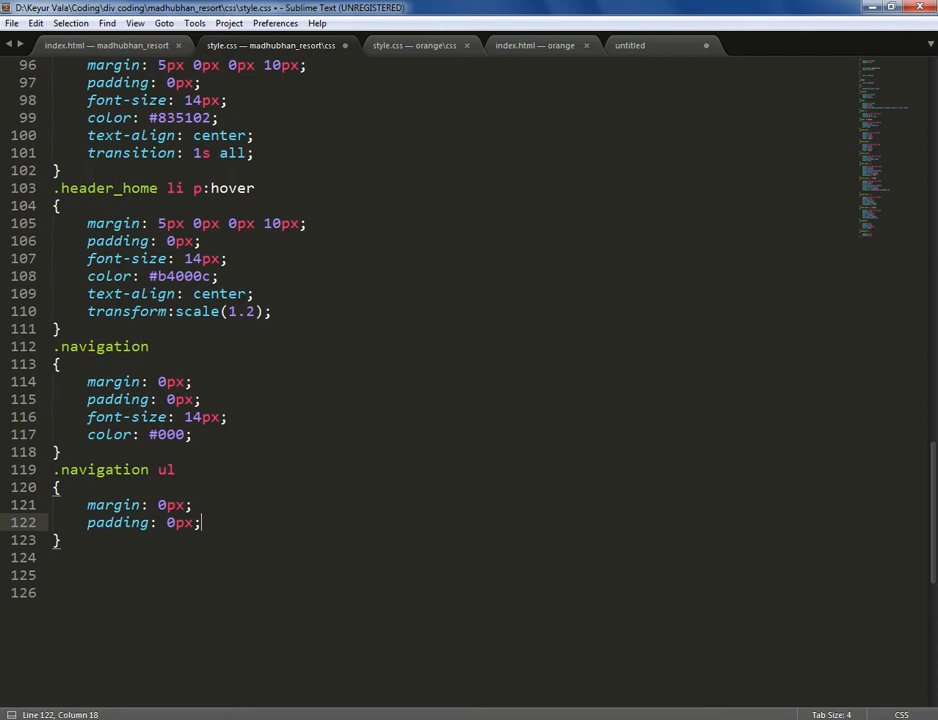 D:\Keyur Vala\Coding\div coding\madhubhan_resort\css\style.css • - Sublime Text (UNREGISTERED)
File Edit Selection Find View Goto Tools Project Preferences Help
index.html — madhubhan_resort × style.css — madhubhan_resort\css style.css — orange\css × index.html — orange × untitled
96 margin: 5px 0px 0px 10px;
97 padding: 0px;
98 font-size: 14px;
99 color: #835102;
100 text-align: center;
101 transition: 1s all;
102 }
103 .header_home li p:hover
104 {
105 margin: 5px 0px 0px 10px;
106 padding: 0px;
107 font-size: 14px;
108 color: #b4000c;
109 text-align: center;
110 transform:scale(1.2);
111 }
112 .navigation
113 {
114 margin: 0px;
115 padding: 0px;
116 font-size: 14px;
117 color: #000;
118 }
119 .navigation ul
120 {
121 margin: 0px;
122 padding: 0px;
123 }
124
125
126
Line 122, Column 18 Tab Size: 4 CSS